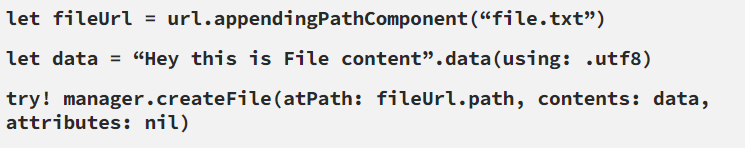 let fileUrl = url.appendingPathComponent(“file.txt”)
let data = “Hey this is File content”.data(using: .utf8)
try! manager.createFile(atPath: fileUrl.path, contents: data,
attributes: nil)